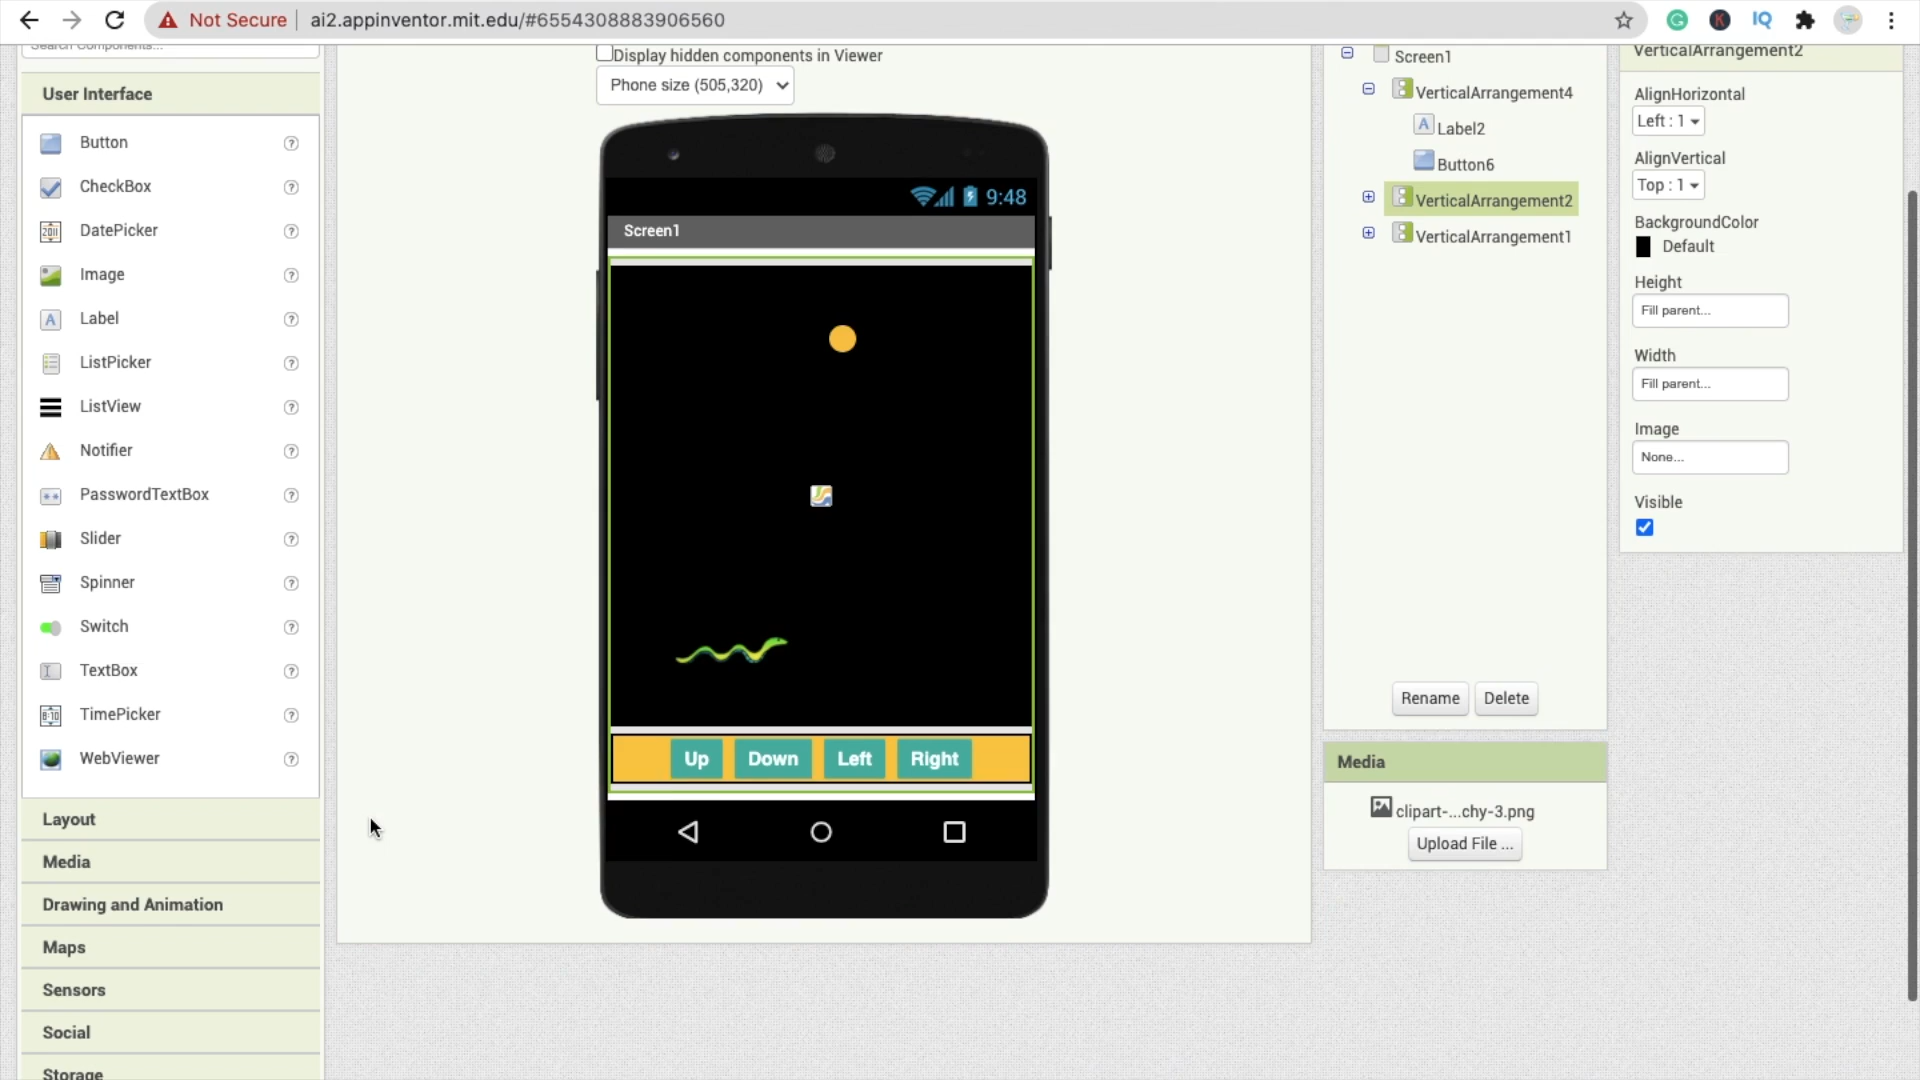 Not Secure
ai2.appinventor.mit.edu/#6554308883906560
Search Components...
User Interface
Button
CheckBox
DatePicker
Image
Label
ListPicker
ListView
Notifier
PasswordTextBox
Slider
Spinner
Switch
TextBox
TimePicker
WebViewer
Layout
Media
Drawing and Animation
Maps
Sensors
Social
Storage
Display hidden components in Viewer
Phone size (505,320)
9:48
Screen1
Up Down Left Right
Screen1
VerticalArrangement4
Label2
Button6
VerticalArrangement2
VerticalArrangement1
Rename Delete
Media
clipart-...chy-3.png
Upload File ...
VerticalArrangement2
AlignHorizontal
Left : 1
AlignVertical
Top : 1
BackgroundColor
Default
Height
Fill parent...
Width
Fill parent...
Image
None...
Visible